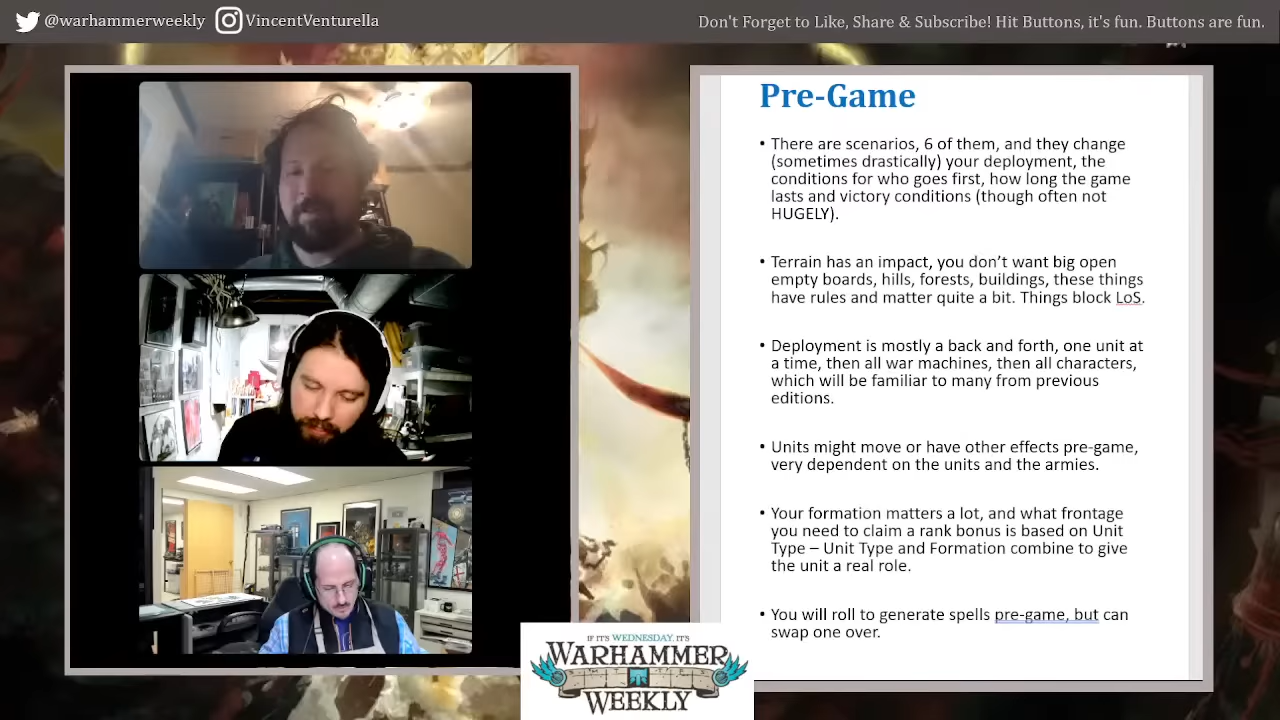 @warhammerweekly VincentVenturella Don't Forget to Like, Share & Subscribe! Hit Buttons, it's fun. Buttons are fun.
Pre-Game
• There are scenarios, 6 of them, and they change
(sometimes drastically) your deployment, the
conditions for who goes first, how long the game
lasts and victory conditions (though often not
HUGELY).
• Terrain has an impact, you don't want big open
empty boards, hills, forests, buildings, these things
have rules and matter quite a bit. Things block LoS.
• Deployment is mostly a back and forth, one unit at
a time, then all war machines, then all characters,
which will be familiar to many from previous
editions.
• Units might move or have other effects pre-game,
very dependent on the units and the armies.
• Your formation matters a lot, and what frontage
you need to claim a rank bonus is based on Unit
Type – Unit Type and Formation combine to give
the unit a real role.
• You will roll to generate spells pre-game, but can
swap one over.
IF IT'S WEDNESDAY, IT'S
WARHAMMER
WEEKLY